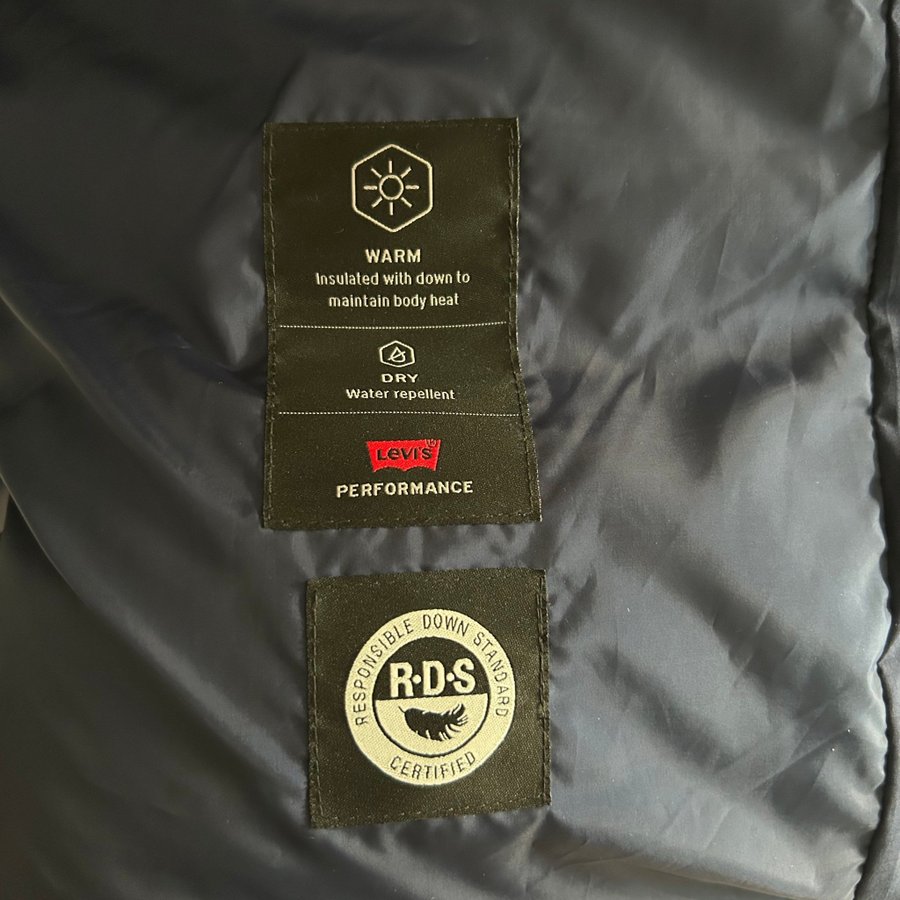 WARM
Insulated with down to
maintain body heat
DRY
Water repellent
Levi's
PERFORMANCE
RESPONSIBLE DOWN STANDARD
R·D·S
CERTIFIED